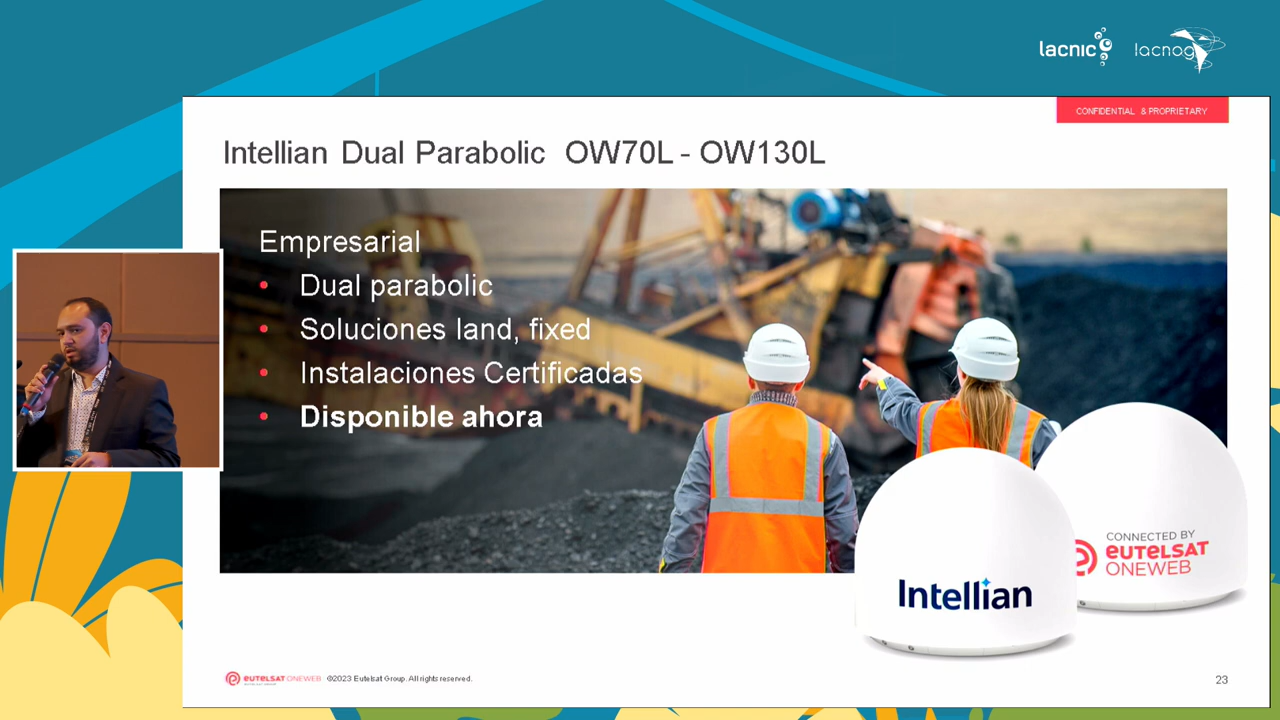 lacnic
lacnog
CONFIDENTIAL & PROPRIETARY
Intellian Dual Parabolic OW70L - OW130L
Empresarial
• Dual parabolic
• Soluciones land, fixed
• Instalaciones Certificadas
• Disponible ahora
CONNECTED BY
eutelsat
ONEWEB
Intellian
eutelsat ONEWEB ©2023 Eutelsat Group. All rights reserved.
23